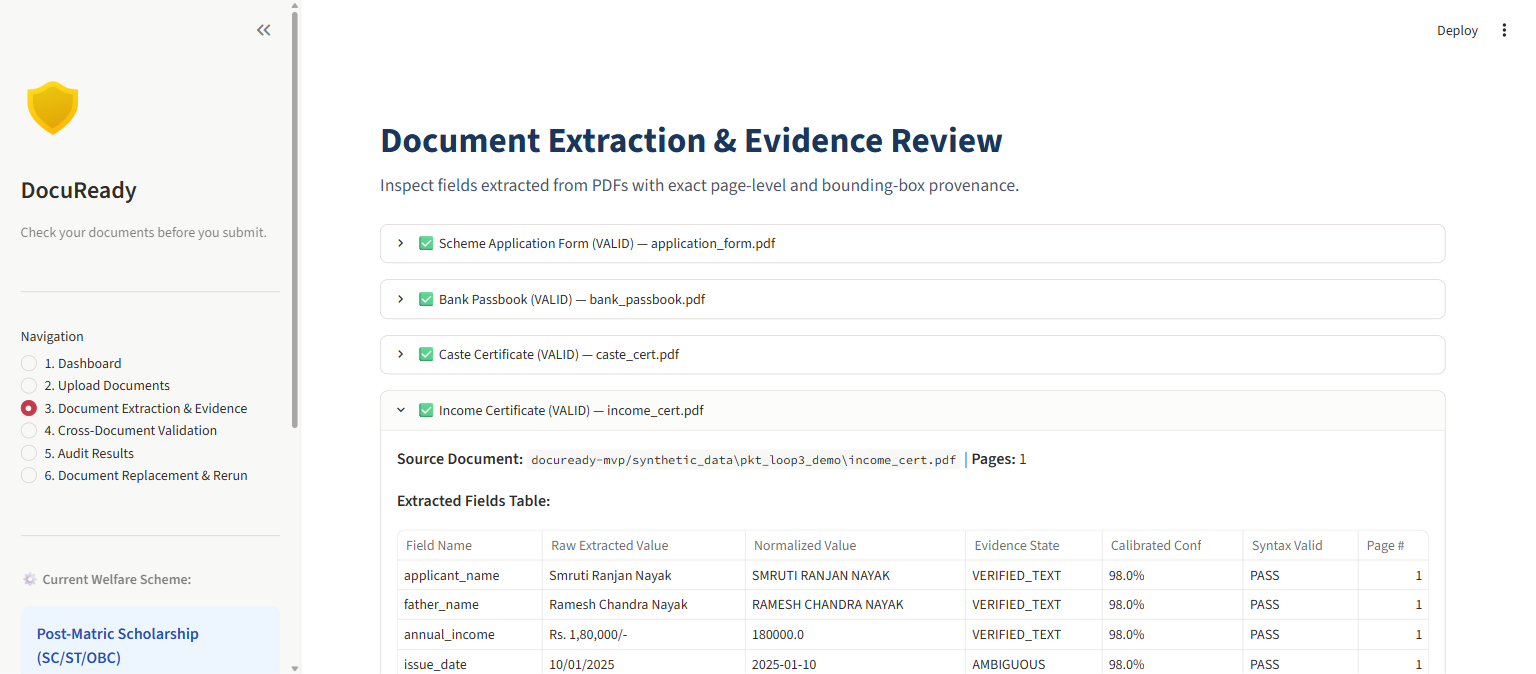 Deploy
DocuReady
Check your documents before you submit.
Navigation
1. Dashboard
2. Upload Documents
3. Document Extraction & Evidence
4. Cross-Document Validation
5. Audit Results
6. Document Replacement & Rerun
Current Welfare Scheme:
Post-Matric Scholarship
(SC/ST/OBC)
Document Extraction & Evidence Review
Inspect fields extracted from PDFs with exact page-level and bounding-box provenance.
Scheme Application Form (VALID) — application_form.pdf
Bank Passbook (VALID) — bank_passbook.pdf
Caste Certificate (VALID) — caste_cert.pdf
Income Certificate (VALID) — income_cert.pdf
Source Document: docuready-mvp/synthetic_data\pkt_loop3_demo\income_cert.pdf | Pages: 1
Extracted Fields Table:
Field Name Raw Extracted Value Normalized Value Evidence State Calibrated Conf Syntax Valid Page #
applicant_name Smruti Ranjan Nayak SMRUTI RANJAN NAYAK VERIFIED_TEXT 98.0% PASS 1
father_name Ramesh Chandra Nayak RAMESH CHANDRA NAYAK VERIFIED_TEXT 98.0% PASS 1
annual_income Rs. 1,80,000/- 180000.0 VERIFIED_TEXT 98.0% PASS 1
issue_date 10/01/2025 2025-01-10 AMBIGUOUS 98.0% PASS 1